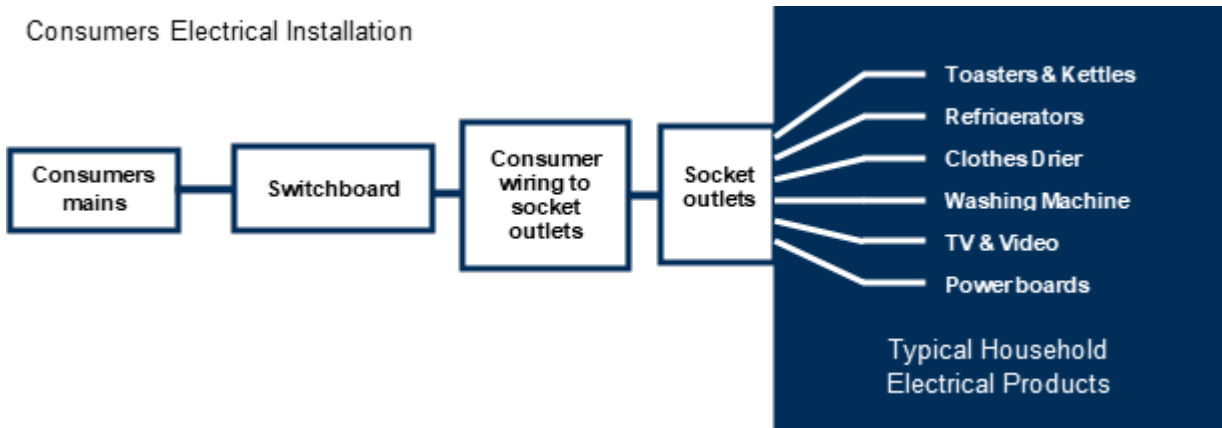 Consumers Electrical Installation
Consumers
mains
Switchboard
Consumer
wiring to
socket
outlets
Socket
outlets
Toasters & Kettles
Refrigerators
Clothes Drier
Washing Machine
TV & Video
Powerboards
Typical Household
Electrical Products